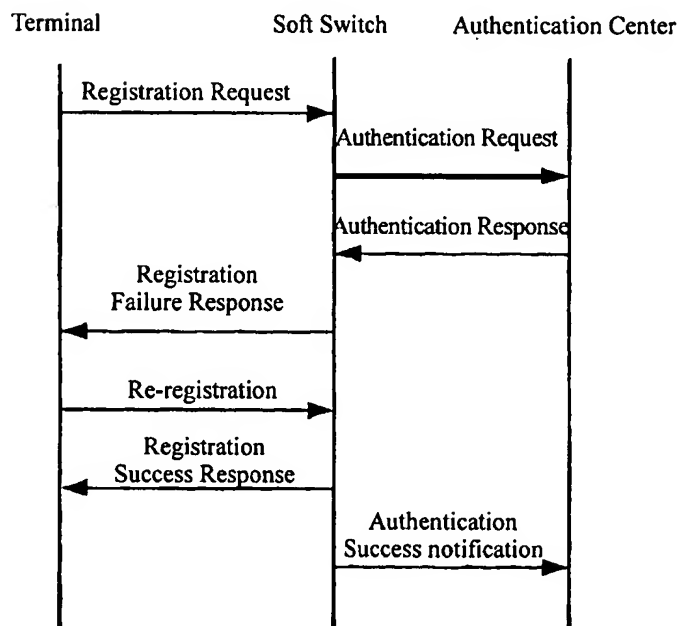 Terminal
Soft Switch
Authentication Center
Registration Request
Authentication Request
Authentication Response
Registration
Failure Response
Re-registration
Registration
Success Response
Authentication
Success notification